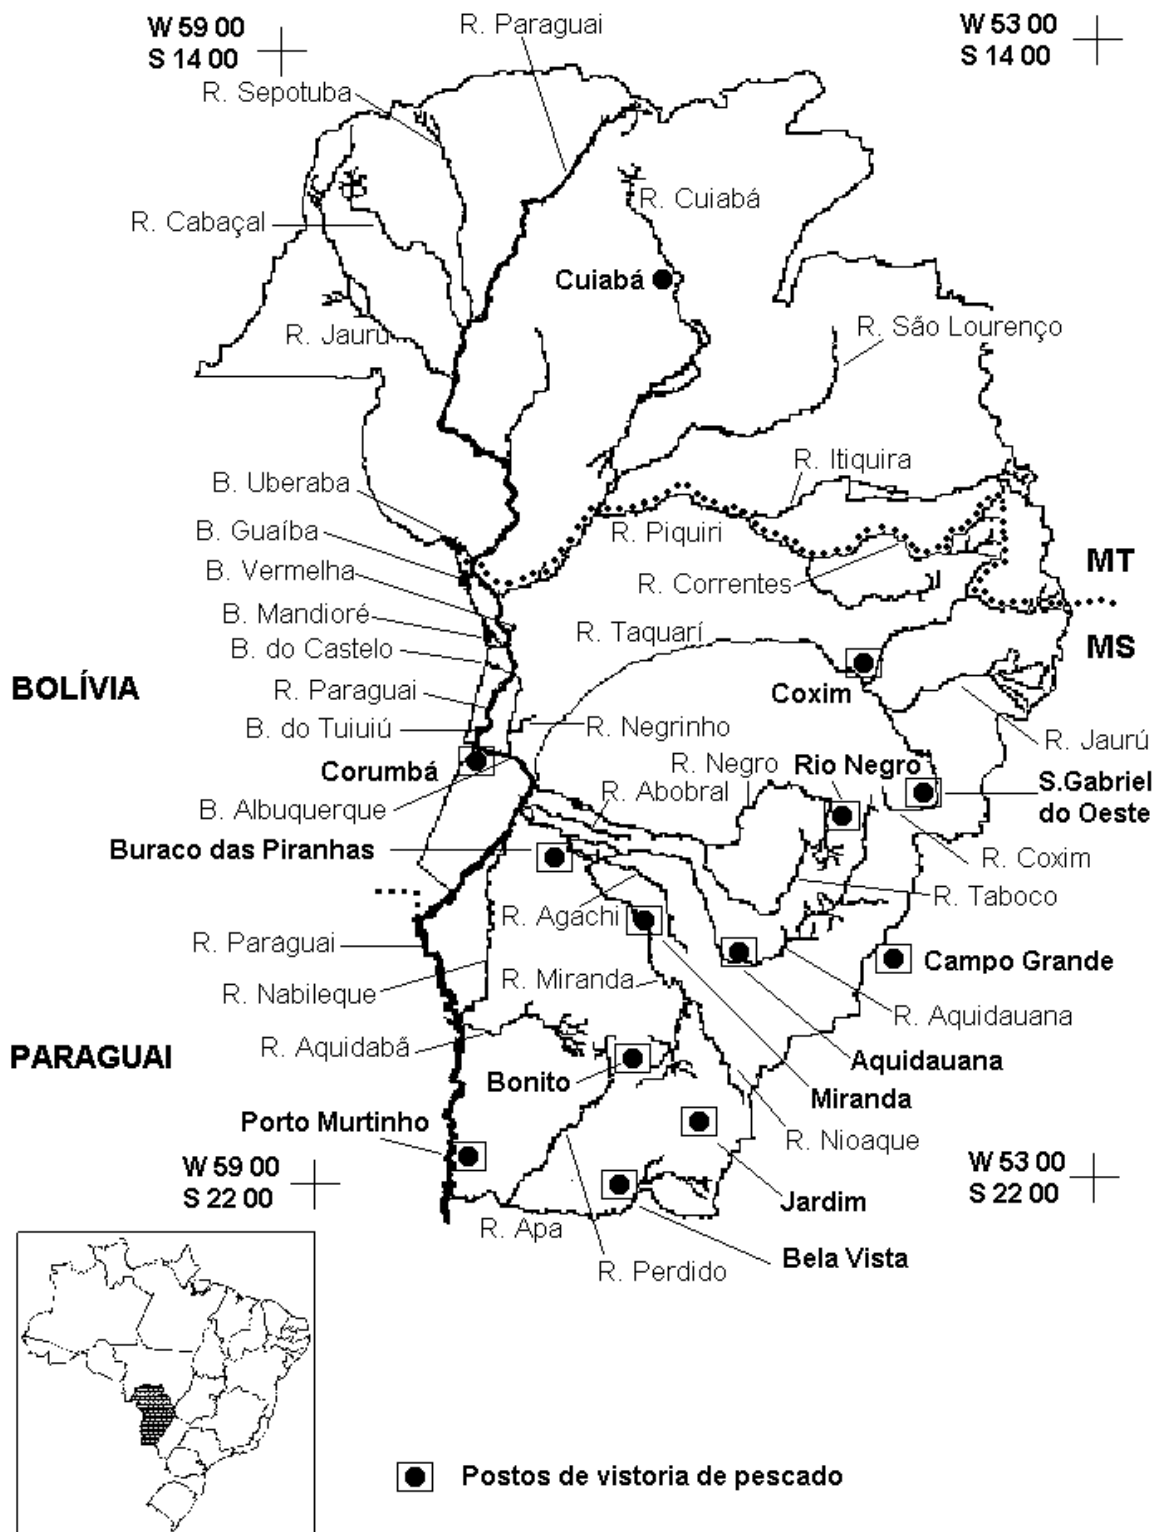 W 59 00
S 14 00
R. Paraguai
W 53 00
S 14 00
R. Sepotuba
R. Cuiabá
R. Cabaçal
Cuiabá
R. Jaurú
R. São Lourenço
R. Itiquira
B. Uberaba
B. Guaíba
R. Piquiri
B. Vermelha
R. Correntes
MT
B. Mandioré
R. Taquarí
B. do Castelo
MS
BOLÍVIA
R. Paraguai
Coxim
B. do Tuiuiú
R. Negrinho
R. Jaurú
Corumbá
R. Negro
Rio Negro
S.Gabriel
do Oeste
B. Albuquerque
R. Abobral
Buraco das Piranhas
R. Coxim
R. Taboco
R. Agachi
R. Paraguai
Campo Grande
R. Nabileque
R. Miranda
R. Aquidauana
R. Aquidabã
PARAGUAI
Aquidauana
Bonito
Miranda
Porto Murtinho
R. Nioaque
W 59 00
S 22 00
W 53 00
S 22 00
Jardim
R. Apa
Bela Vista
R. Perdido
Postos de vistoria de pescado